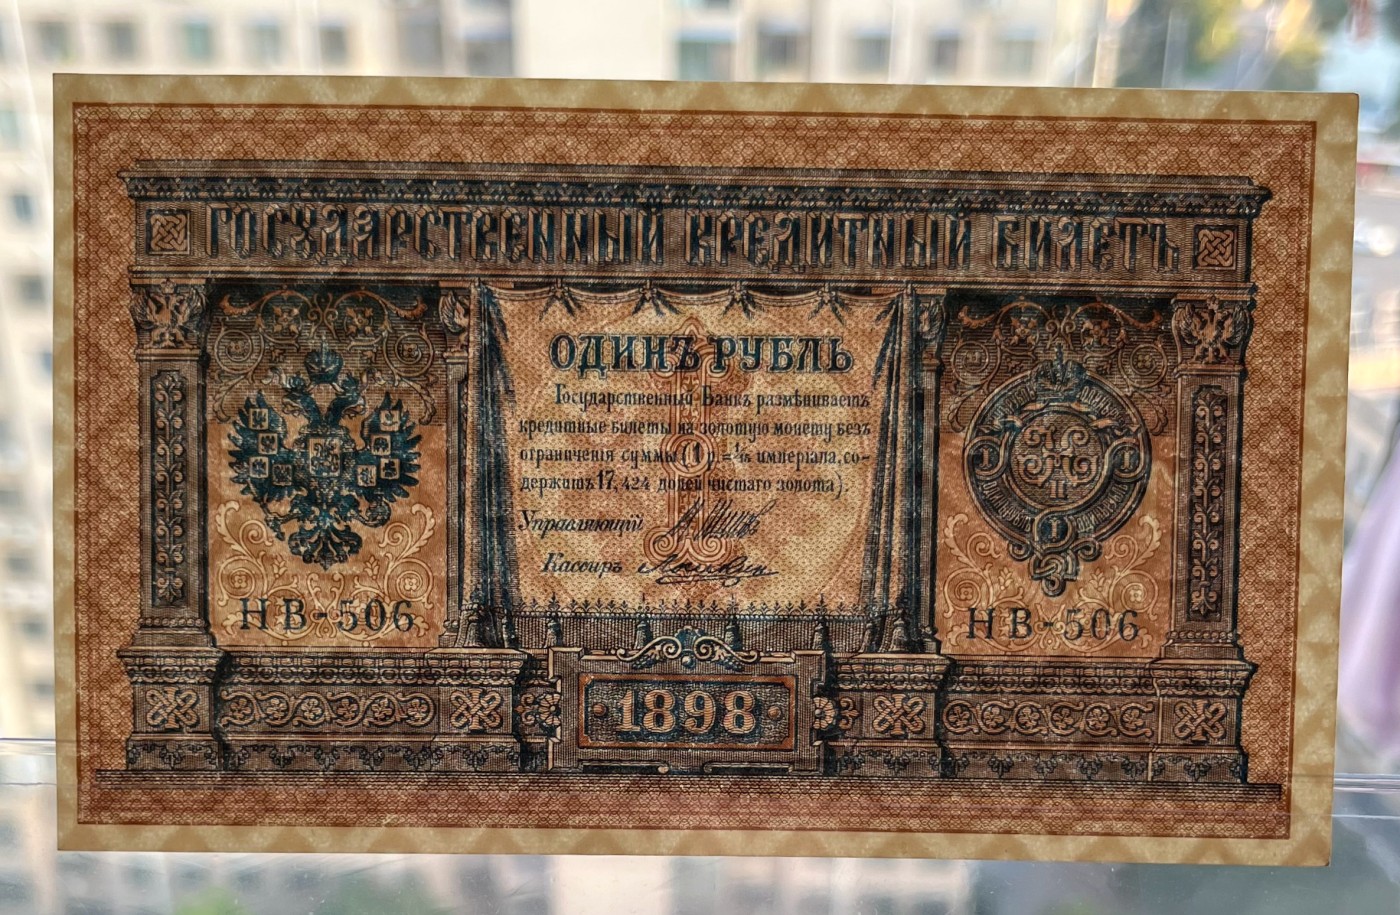 ГОСУДАРСТВЕННЫЙ КРЕДИТНЫЙ БИЛЕТЪ
ОДИНЪ РУБЛЬ
Государственный Банкъ размѣниваетъ
кредитные билеты на золотую монету безъ
ограниченія суммы (1 р. = 1/15 имперіала, со-
держитъ 17,424 долей чистаго золота).
Управляющій
Кассиръ
НВ-506
НВ-506
1898